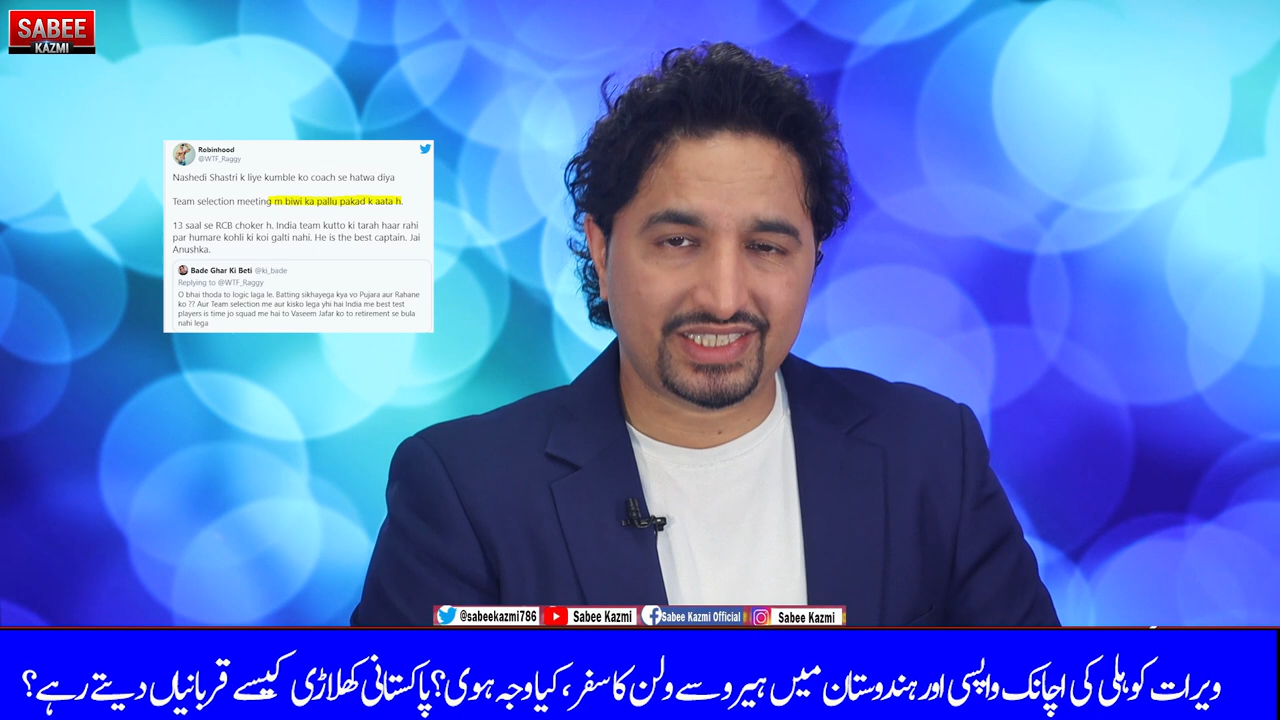 SABEE
KAZMI
Robinhood
@WTF_Raggy
Nashedi Shastri k liye kumble ko coach se hatwa diya
Team selection meeting m biwi ka pallu pakad k aata h.
13 saal se RCB choker h. India team kutto ki tarah haar rahi
par humare kohli ki koi galti nahi. He is the best captain. Jai
Anushka.
Bade Ghar Ki Beti @ki_bade
Replying to @WTF_Raggy
O bhai thoda to logic laga le. Batting sikhayega kya vo Pujara aur Rahane
ko ?? Aur Team selection me aur kisko lega yhi hai India me best test
players is time jo squad me hai to Vaseem Jafar ko to retirement se bula
nahi lega
@sabeekazmi786 Sabee Kazmi Sabee Kazmi Official Sabee Kazmi
ویرات کوہلی کی اچانک واپسی اور ہندوستان میں ہیرو سے ولن کا سفر، کیا وجہ ہوی؟ پاکستانی کھلاڑی کیسے قربانیاں دیتے رہے؟